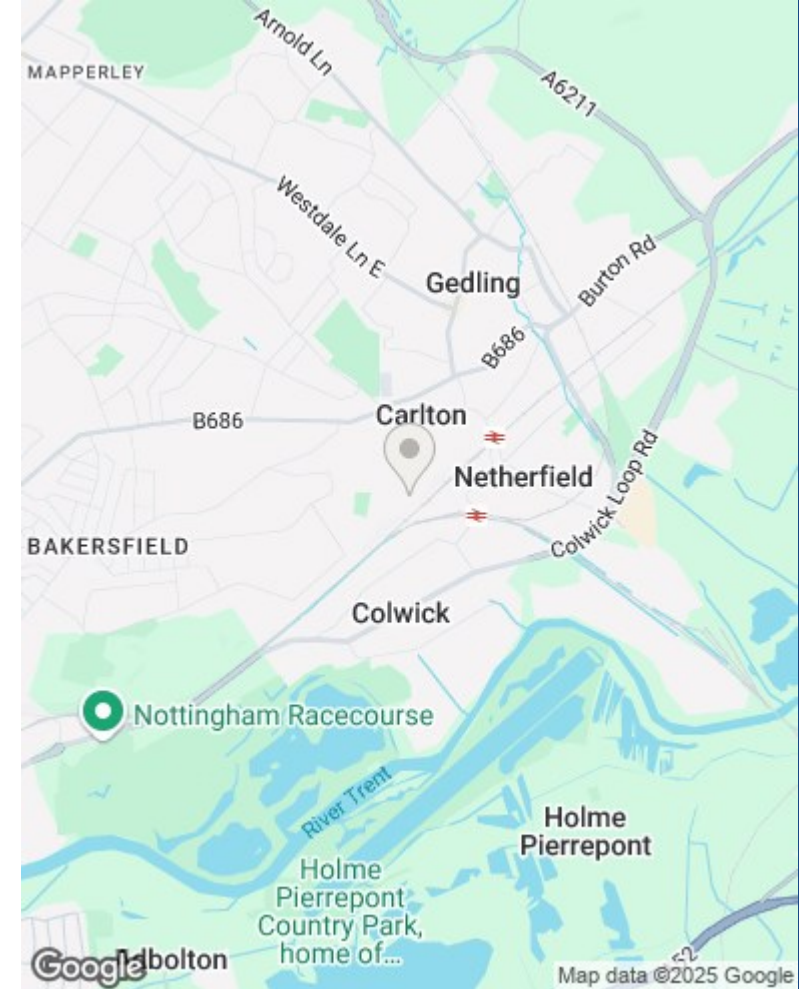 Arnold Ln
MAPPERLEY
A6211
Westdale Ln E
Burton Rd
Gedling
B686
B686
Carlton
Netherfield
Colwick Loop Rd
BAKERSFIELD
Colwick
Nottingham Racecourse
River Trent
Holme
Pierrepont
Holme
Pierrepont
Country Park,
home of...
52
Google
Map data ©2025 Google